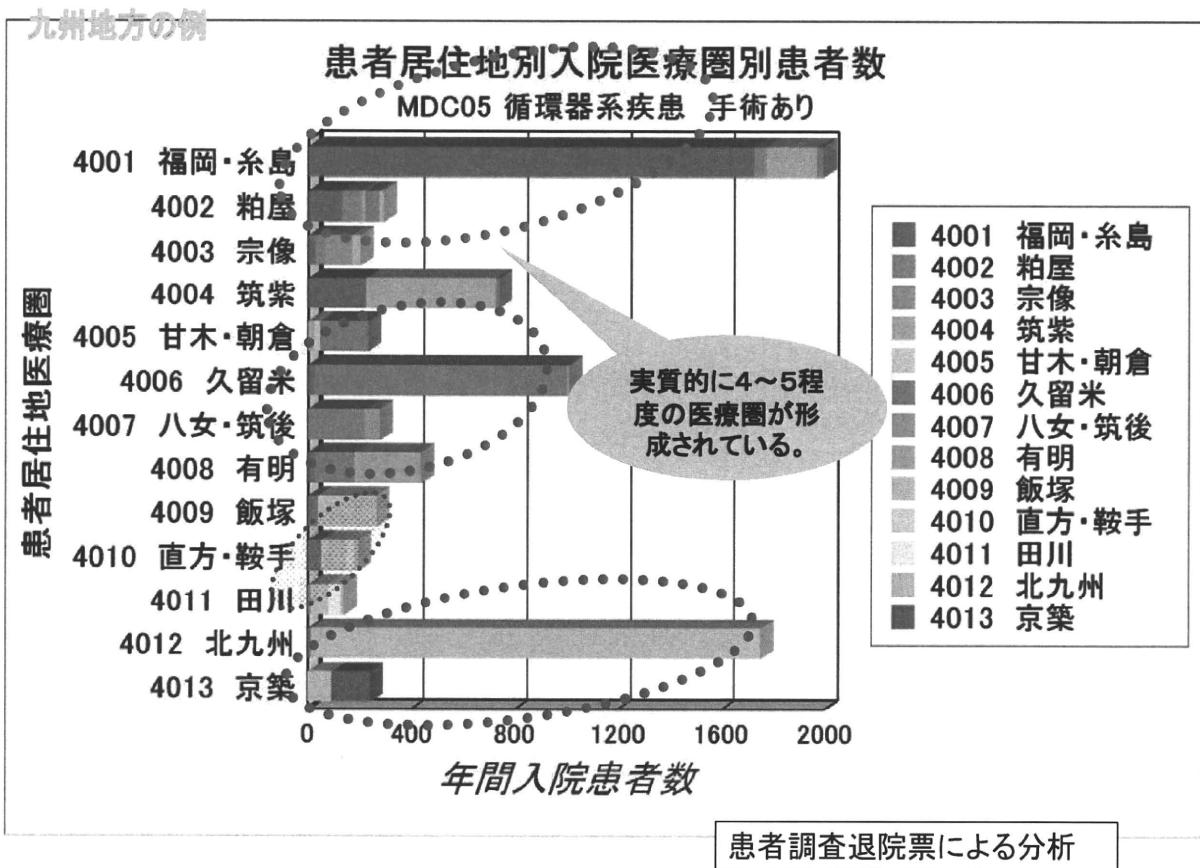 九州地方の例
患者居住地別入院医療圏別患者数
MDC05 循環器系疾患 手術あり
患者居住地医療圏
4001 福岡・糸島
4002 粕屋
4003 宗像
4004 筑紫
4005 甘木・朝倉
4006 久留米
4007 八女・筑後
4008 有明
4009 飯塚
4010 直方・鞍手
4011 田川
4012 北九州
4013 京築
0 400 800 1200 1600 2000
年間入院患者数
実質的に4~5程
度の医療圏が形
成されている。
4001 福岡・糸島
4002 粕屋
4003 宗像
4004 筑紫
4005 甘木・朝倉
4006 久留米
4007 八女・筑後
4008 有明
4009 飯塚
4010 直方・鞍手
4011 田川
4012 北九州
4013 京築
患者調査退院票による分析